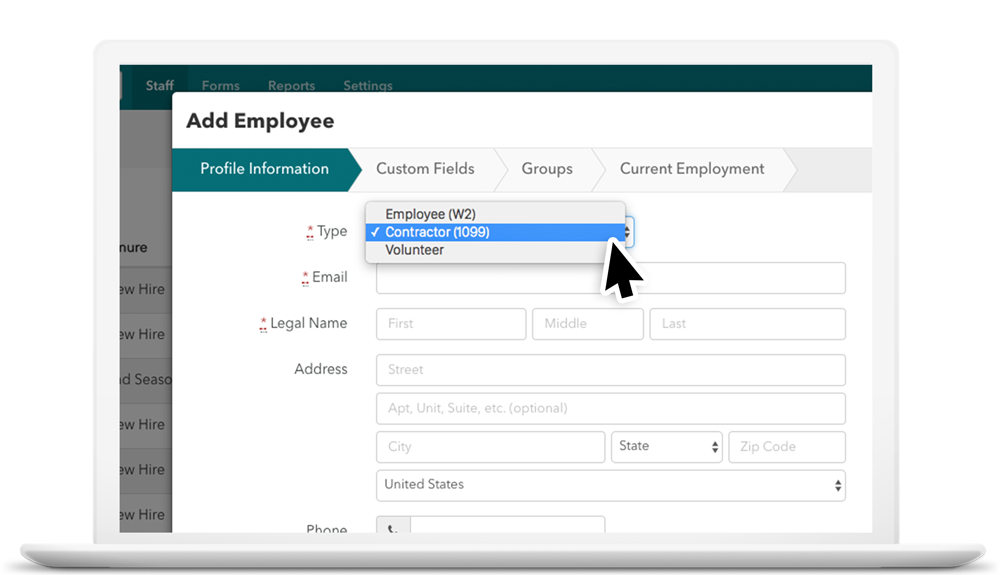 Staff Forms Reports Settings
Add Employee
Profile Information Custom Fields Groups Current Employment
Employee (W2)
* Type ✓ Contractor (1099)
Volunteer
nure
* Email
ew Hire
* Legal Name First Middle Last
ew Hire
Address Street
nd Seaso
Apt, Unit, Suite, etc. (optional)
ew Hire
City State Zip Code
ew Hire
United States
ew Hire
Phone